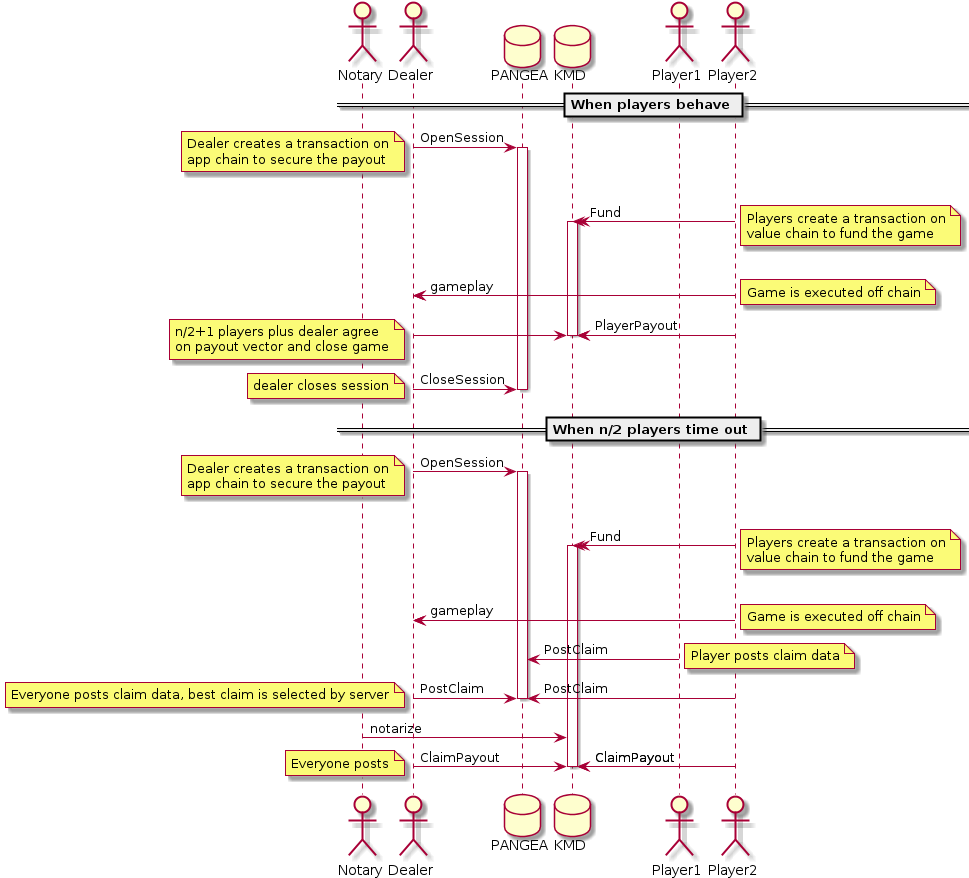 Notary Dealer PANGEA KMD Player1 Player2
When players behave
Dealer creates a transaction on
app chain to secure the payout
OpenSession
Fund
Players create a transaction on
value chain to fund the game
gameplay
Game is executed off chain
n/2+1 players plus dealer agree
on payout vector and close game
PlayerPayout
dealer closes session
CloseSession
When n/2 players time out
Dealer creates a transaction on
app chain to secure the payout
OpenSession
Fund
Players create a transaction on
value chain to fund the game
gameplay
Game is executed off chain
PostClaim
Player posts claim data
Everyone posts claim data, best claim is selected by server
PostClaim
PostClaim
notarize
Everyone posts
ClaimPayout
ClaimPayout
Notary Dealer PANGEA KMD Player1 Player2